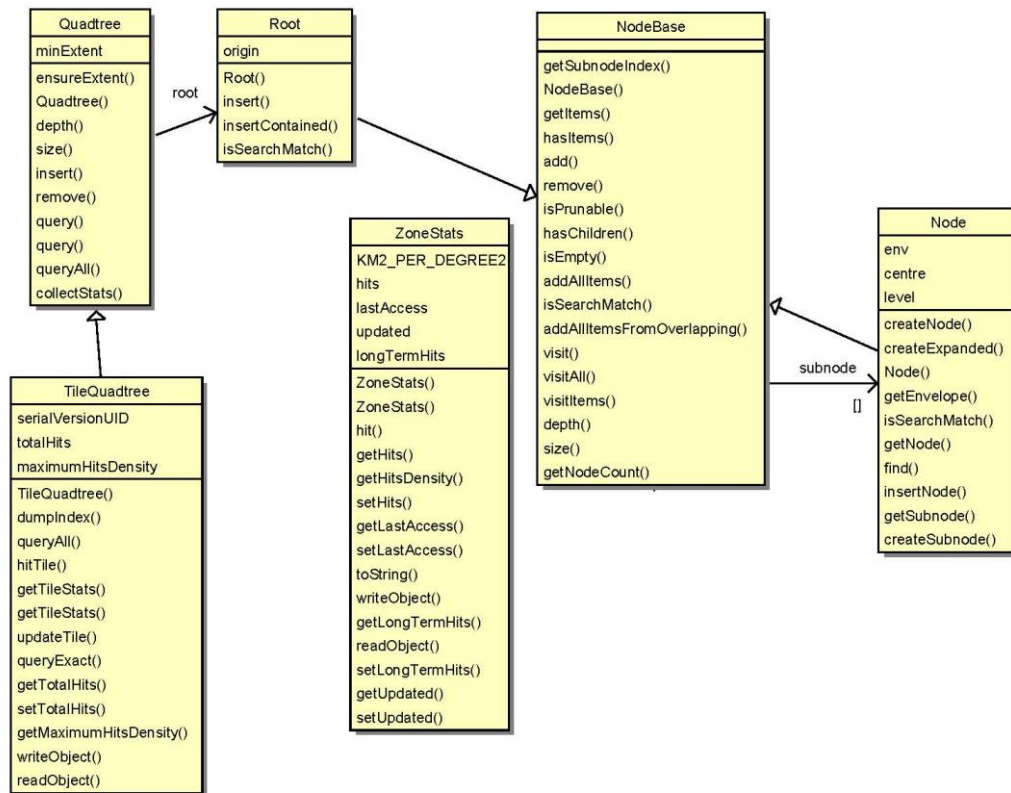 Quadtree
minExtent
ensureExtent()
Quadtree()
depth()
size()
insert()
remove()
query()
query()
queryAll()
collectStats()
root
Root
origin
Root()
insert()
insertContained()
isSearchMatch()
NodeBase
getSubnodeIndex()
NodeBase()
getItems()
hasItems()
add()
remove()
isPrunable()
hasChildren()
isEmpty()
addAllItems()
isSearchMatch()
addAllItemsFromOverlapping()
visit()
visitAll()
visitItems()
depth()
size()
getNodeCount()
subnode
[]
Node
env
centre
level
createNode()
createExpanded()
Node()
getEnvelope()
isSearchMatch()
getNode()
find()
insertNode()
getSubnode()
createSubnode()
ZoneStats
KM2_PER_DEGREE2
hits
lastAccess
updated
longTermHits
ZoneStats()
ZoneStats()
hit()
getHits()
getHitsDensity()
setHits()
getLastAccess()
setLastAccess()
toString()
writeObject()
getLongTermHits()
readObject()
setLongTermHits()
getUpdated()
setUpdated()
TileQuadtree
serialVersionUID
totalHits
maximumHitsDensity
TileQuadtree()
dumpIndex()
queryAll()
hitTile()
getTileStats()
getTileStats()
updateTile()
queryExact()
getTotalHits()
setTotalHits()
getMaximumHitsDensity()
writeObject()
readObject()